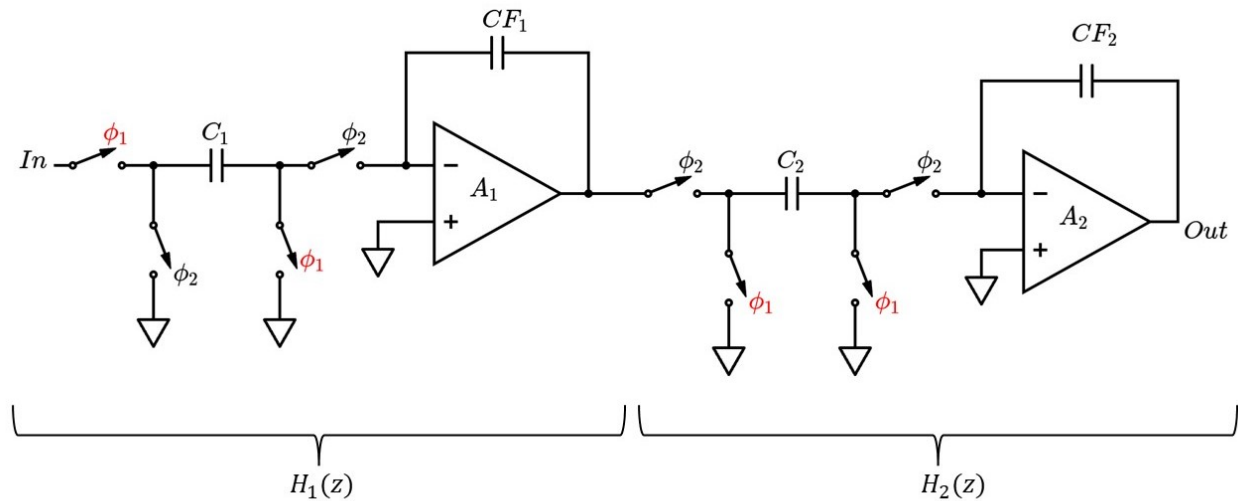 CF₁
CF₂
In
ϕ₁
C₁
ϕ₂
−
A₁
+
ϕ₂
ϕ₁
ϕ₂
C₂
ϕ₂
−
A₂
+
Out
ϕ₁
ϕ₁
H₁(z)
H₂(z)